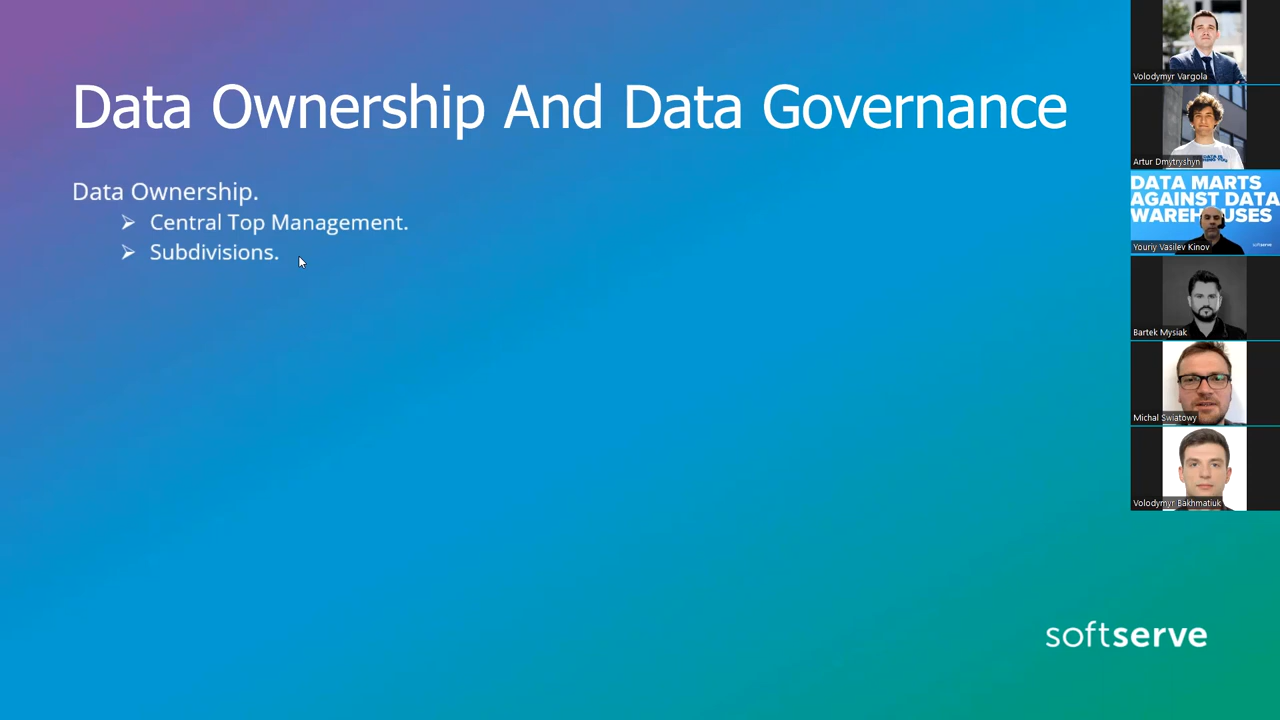 Data Ownership And Data Governance
Data Ownership.
Central Top Management.
Subdivisions.
softserve
Volodymyr Vargola
Artur Dmytryshyn
DATA MARTS
AGAINST DATA
WAREHOUSES
softserve
Youriy Vasilev Kinov
Bartek Mysiak
Michal Swiatowy
Volodymyr Bakhmatiuk